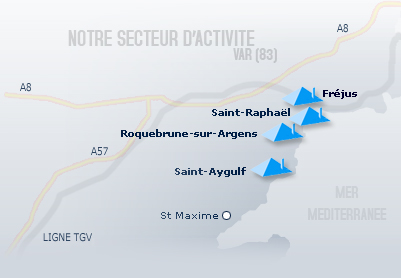 NOTRE SECTEUR D'ACTIVITE
VAR (83)
A8
A8
Fréjus
Saint-Raphaël
Roquebrune-sur-Argens
A57
Saint-Aygulf
MER
MEDITERRANEE
St Maxime
LIGNE TGV